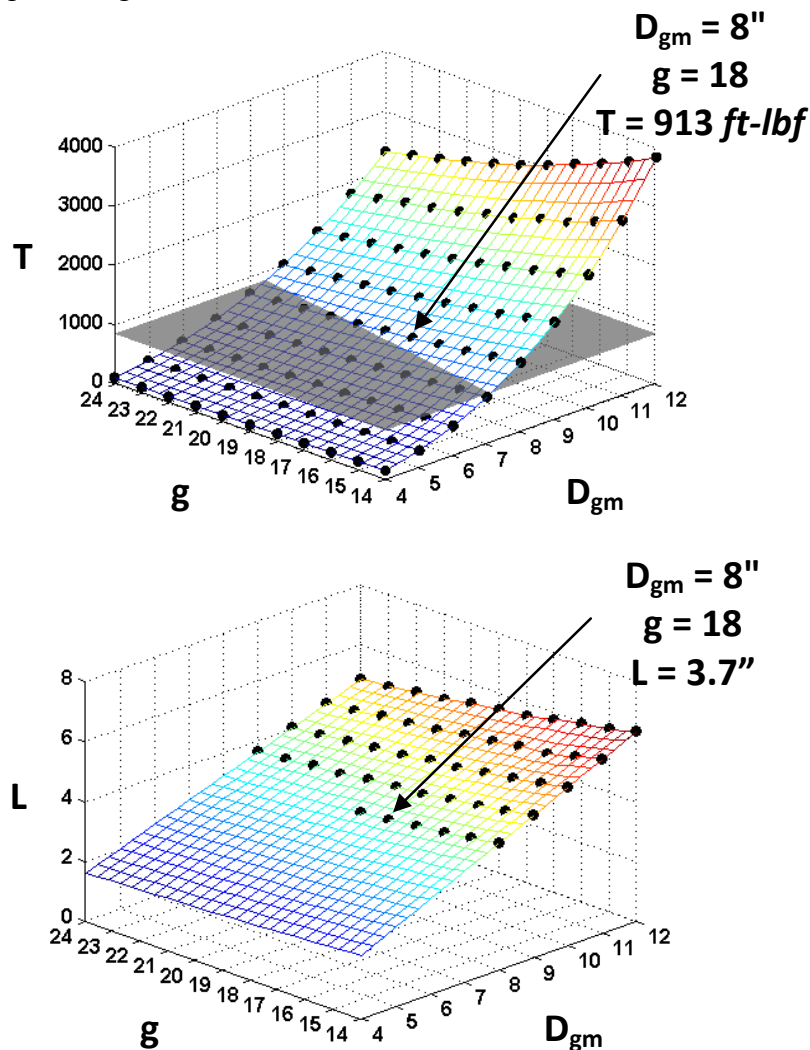 D_gm = 8"
g = 18
T = 913 ft-lbf
4000
3000
2000
1000
0
T
24 23 22 21 20 19 18 17 16 15 14
g
4 5 6 7 8 9 10 11 12
D_gm
D_gm = 8"
g = 18
L = 3.7”
8
6
4
2
0
L
24 23 22 21 20 19 18 17 16 15 14
g
4 5 6 7 8 9 10 11 12
D_gm